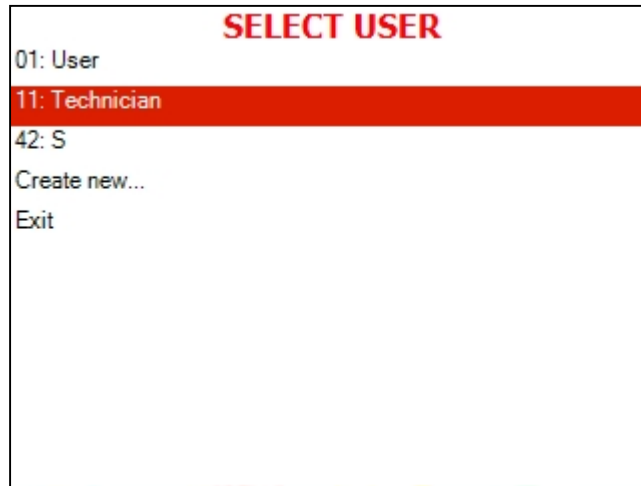 SELECT USER
01: User
11: Technician
42: S
Create new...
Exit